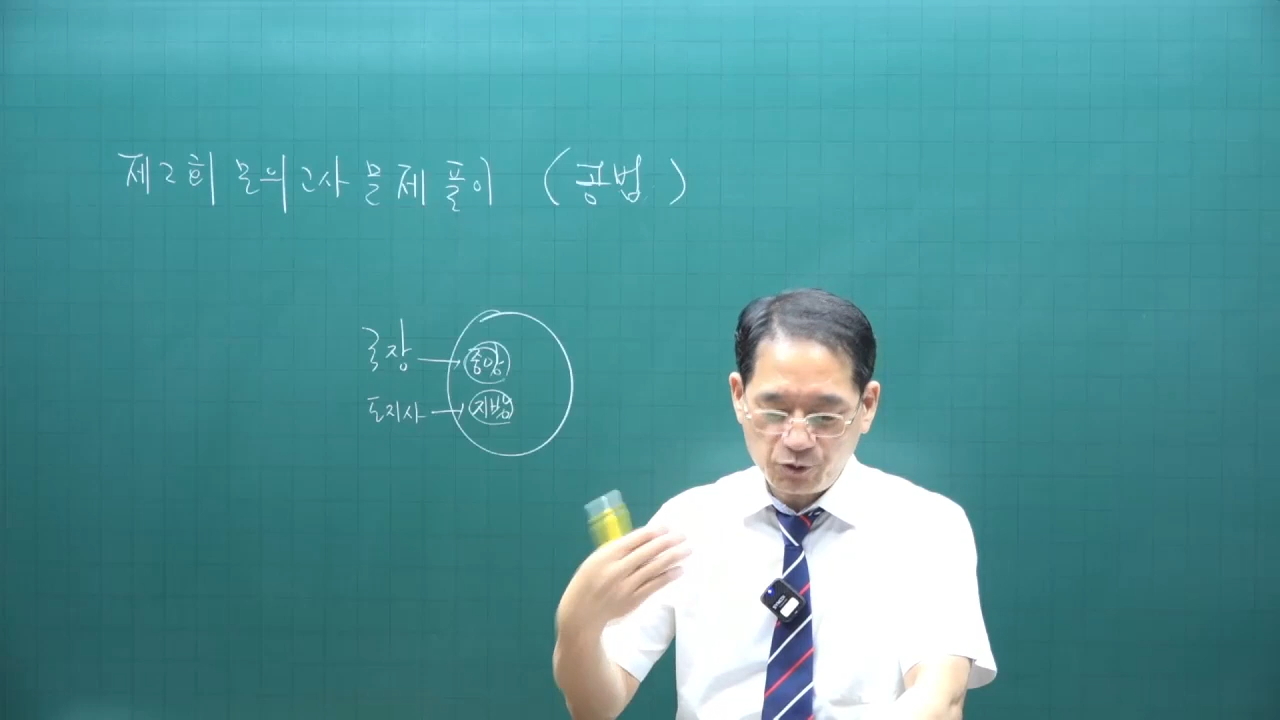 제2회 모의고사 문제풀이 (공법)
국장 → 중앙
도지사 → 지방